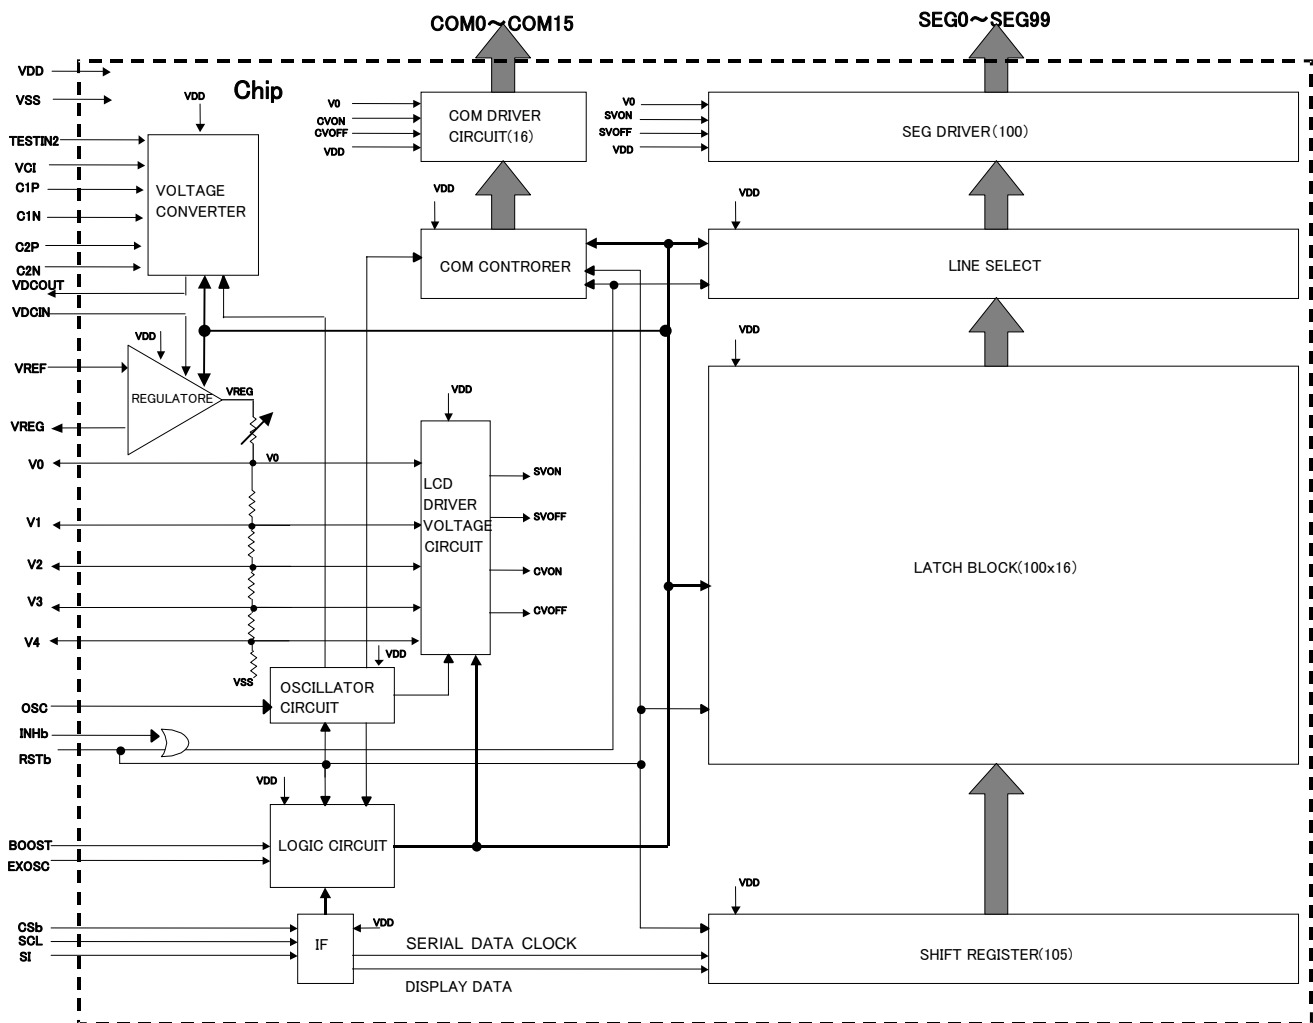 COM0～COM15
SEG0～SEG99
VDD
VSS
Chip
VDD
TESTIN2
VCI
C1P
C1N
C2P
C2N
VDCOUT
VDCIN
VOLTAGE
CONVERTER
V0
CVON
CVOFF
VDD
COM DRIVER
CIRCUIT(16)
V0
SVON
SVOFF
VDD
SEG DRIVER(100)
VDD
COM CONTRORER
VDD
LINE SELECT
VDD
VREF
REGULATORE
VREG
VREG
V0
V0
V1
V2
V3
V4
VSS
VDD
LCD
DRIVER
VOLTAGE
CIRCUIT
SVON
SVOFF
CVON
CVOFF
VDD
LATCH BLOCK(100x16)
VDD
OSCILLATOR
CIRCUIT
OSC
INHb
RSTb
VDD
LOGIC CIRCUIT
BOOST
EXOSC
CSb
SCL
SI
IF
VDD
SERIAL DATA CLOCK
DISPLAY DATA
VDD
SHIFT REGISTER(105)